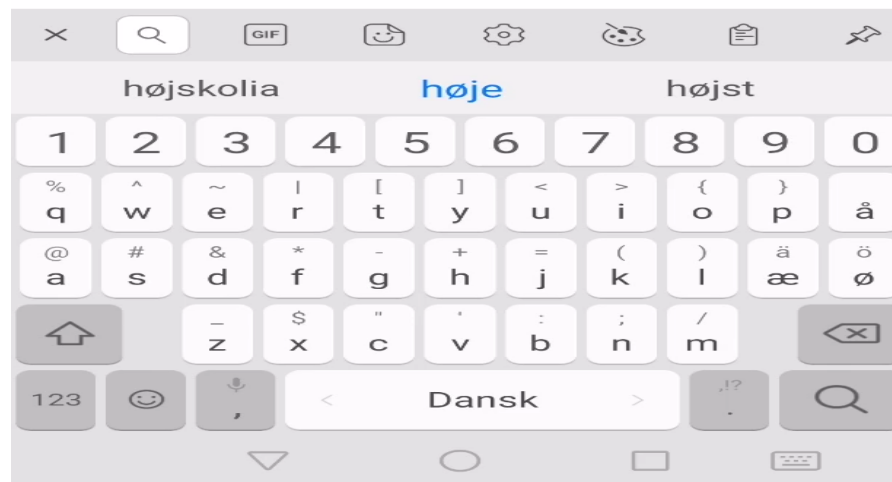 GIF
højskolia høje højst
1 2 3 4 5 6 7 8 9 0
% ^ ~ | [ ] < > { }
q w e r t y u i o p å
@ # & * - + = ( ) ä ö
a s d f g h j k l æ ø
_ $ " ' : ; /
z x c v b n m
,!?
123 , < Dansk > .